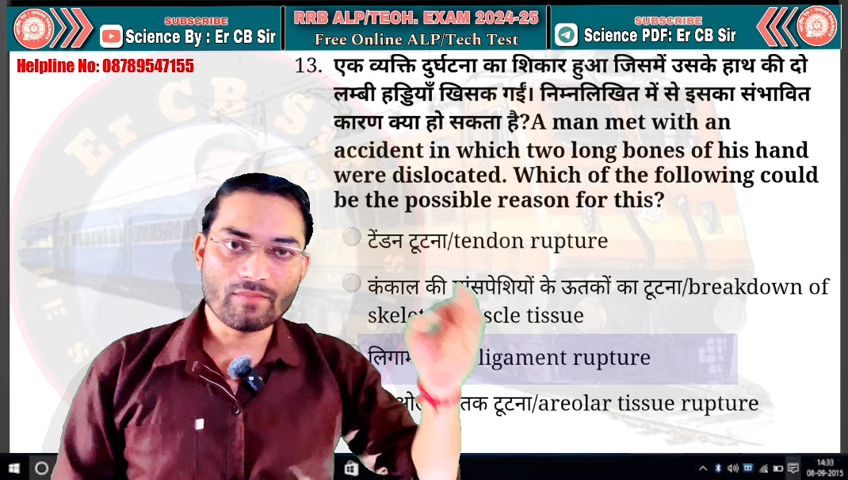 SUBSCRIBE
Science By : Er CB Sir
RRB ALP/TECH. EXAM 2024-25
Free Online ALP/Tech Test
SUBSCRIBE
Science PDF: Er CB Sir
Helpline No: 08789547155
13. एक व्यक्ति दुर्घटना का शिकार हुआ जिसमें उसके हाथ की दो
लम्बी हड्डियाँ खिसक गईं। निम्नलिखित में से इसका संभावित
कारण क्या हो सकता है?A man met with an
accident in which two long bones of his hand
were dislocated. Which of the following could
be the possible reason for this?
टेंडन टूटना/tendon rupture
कंकाल की मांसपेशियों के ऊतकों का टूटना/breakdown of
tissue
ligament rupture
टूटना/areolar tissue rupture
14:33
08-09-2015